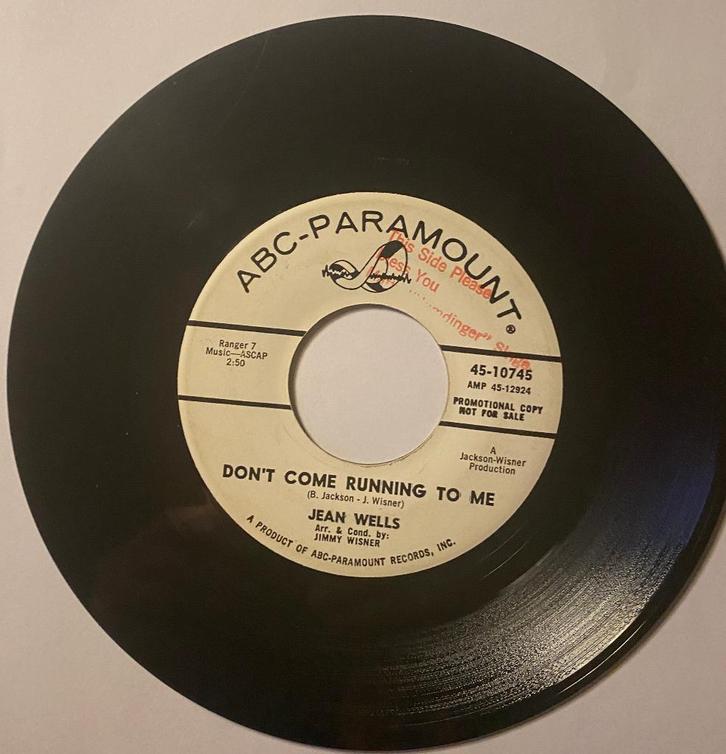 ABC-PARAMOUNT®
This Side Please
Bless You
Ranger 7
Music—ASCAP
2:50
45-10745
AMP 45-12924
PROMOTIONAL COPY
NOT FOR SALE
A
Jackson-Wisner
Production
DON'T COME RUNNING TO ME
(B. Jackson - J. Wisner)
JEAN WELLS
Arr. & Cond. by:
JIMMY WISNER
A PRODUCT OF ABC-PARAMOUNT RECORDS, INC.